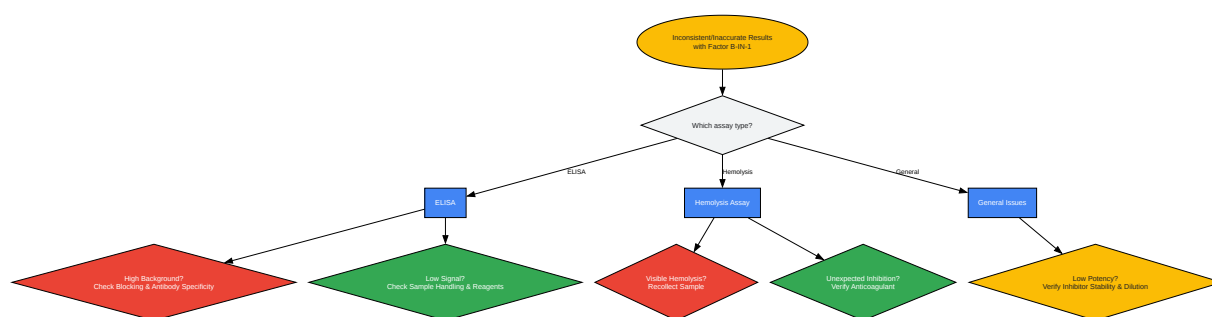 Inconsistent/Inaccurate Results
with Factor B-IN-1
Which assay type?
ELISA
Hemolysis
General
ELISA
Hemolysis Assay
General Issues
High Background?
Check Blocking & Antibody Specificity
Low Signal?
Check Sample Handling & Reagents
Visible Hemolysis?
Recollect Sample
Unexpected Inhibition?
Verify Anticoagulant
Low Potency?
Verify Inhibitor Stability & Dilution